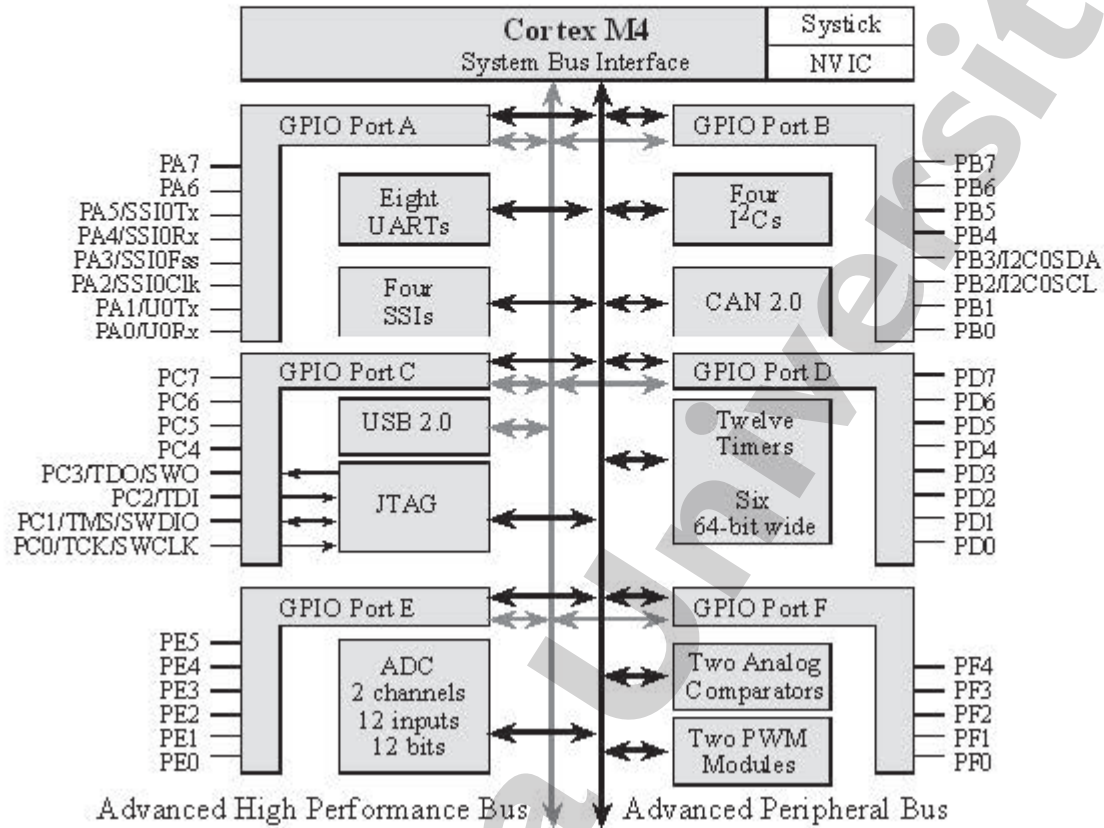 Cortex M4
System Bus Interface
Systick
NVIC
GPIO Port A
PA7
PA6
PA5/SSI0Tx
PA4/SSI0Rx
PA3/SSI0Fss
PA2/SSI0Clk
PA1/U0Tx
PA0/U0Rx
Eight
UARTs
Four
SSIs
GPIO Port B
Four
I²Cs
CAN 2.0
PB7
PB6
PB5
PB4
PB3/I2C0SDA
PB2/I2C0SCL
PB1
PB0
GPIO Port C
PC7
PC6
PC5
PC4
PC3/TDO/SWO
PC2/TDI
PC1/TMS/SWDIO
PC0/TCK/SWCLK
USB 2.0
JTAG
GPIO Port D
Twelve
Timers
Six
64-bit wide
PD7
PD6
PD5
PD4
PD3
PD2
PD1
PD0
GPIO Port E
PE5
PE4
PE3
PE2
PE1
PE0
ADC
2 channels
12 inputs
12 bits
GPIO Port F
Two Analog
Comparators
Two PWM
Modules
PF4
PF3
PF2
PF1
PF0
Advanced High Performance Bus
Advanced Peripheral Bus